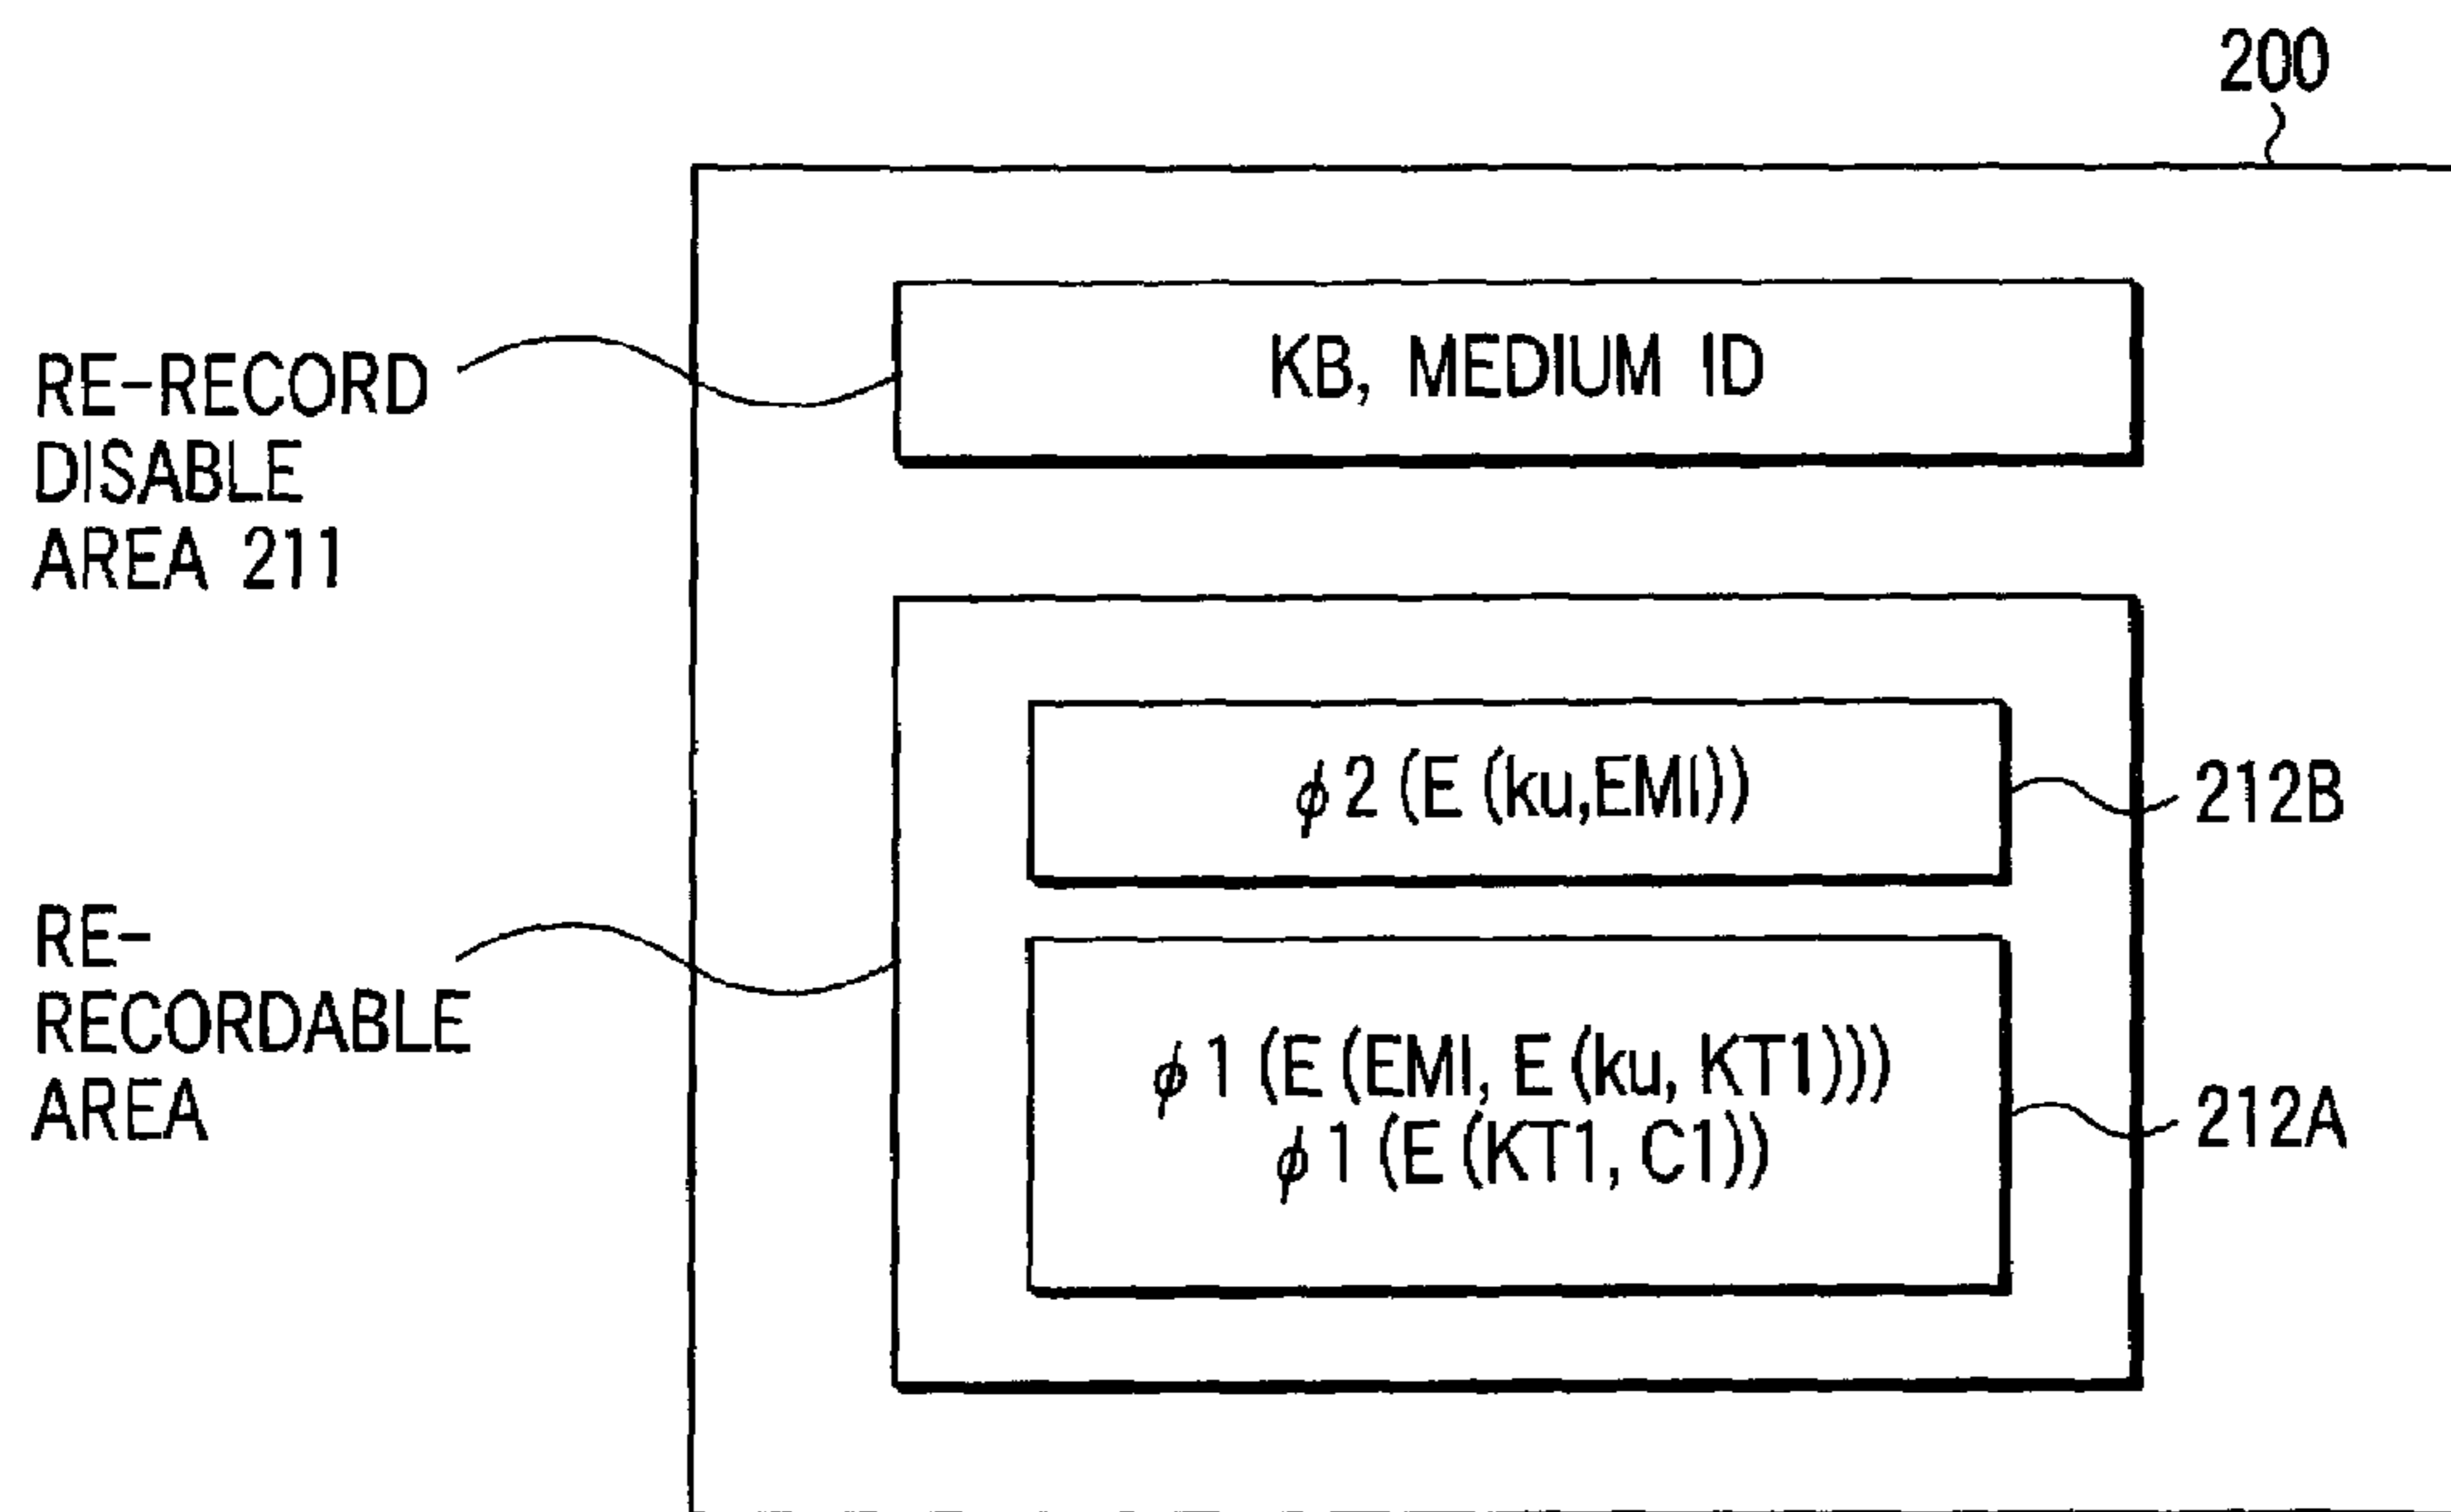 200
RE-RECORD
DISABLE
AREA 211
KB, MEDIUM ID
RE-
RECORDABLE
AREA
φ2(E(ku,EMI))
212B
φ1(E(EMI, E(ku, KT1)))
φ1(E(KT1, C1))
212A